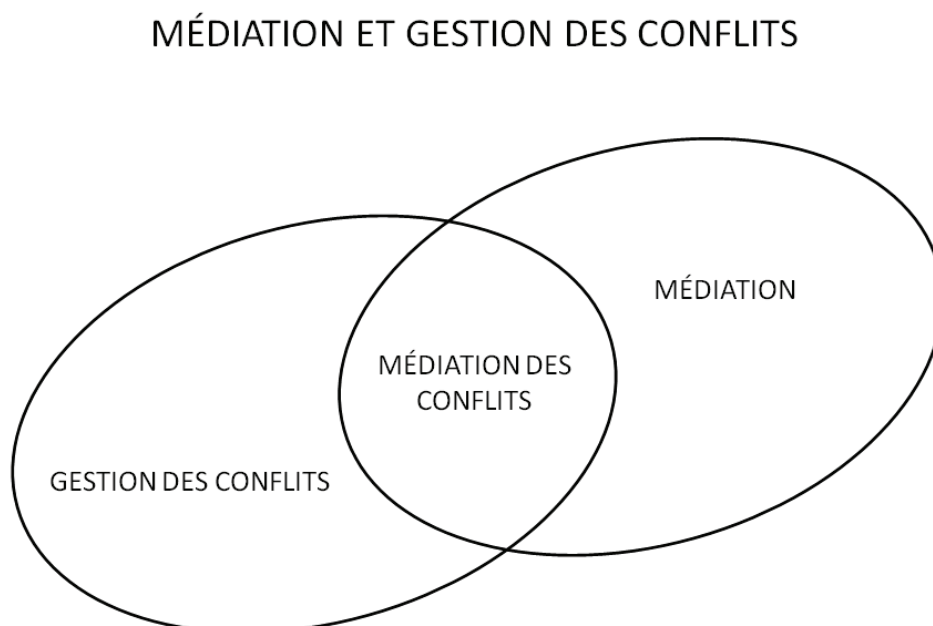 MÉDIATION ET GESTION DES CONFLITS
MÉDIATION
MÉDIATION DES
CONFLITS
GESTION DES CONFLITS